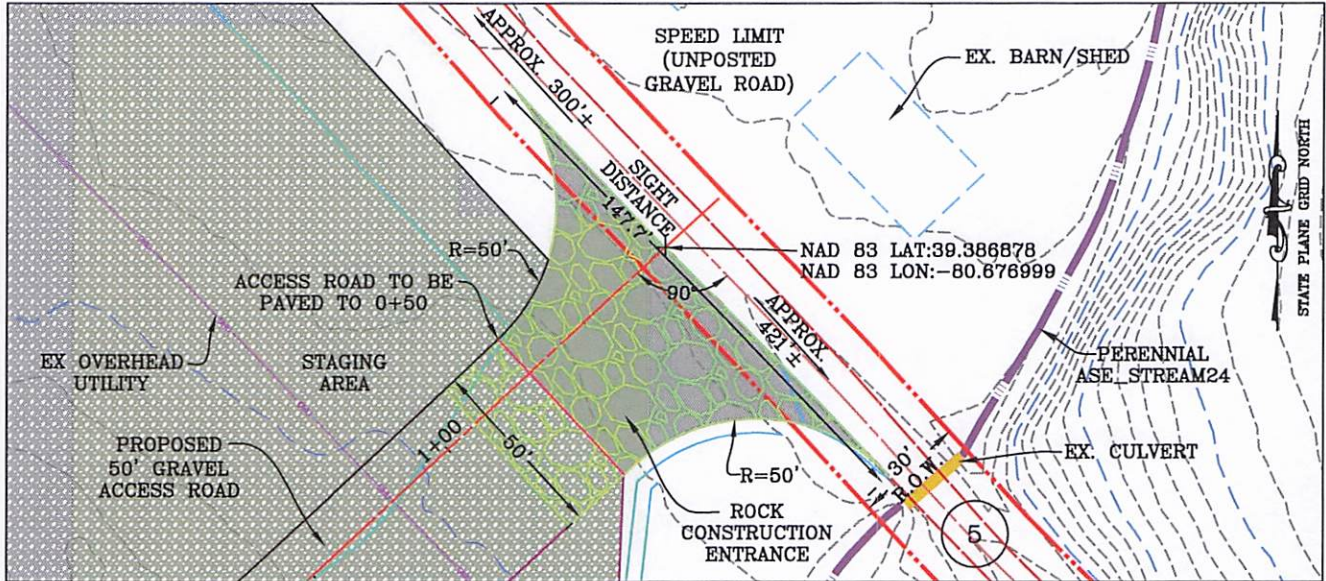 APPROX.
300'±
SPEED LIMIT
(UNPOSTED
GRAVEL ROAD)
EX. BARN/SHED
SIGHT
DISTANCE
147.7'
STATE PLANE GRID NORTH
NAD 83 LAT:39.386878
NAD 83 LON:-80.676999
R=50'
ACCESS ROAD TO BE
PAVED TO 0+50
90°
APPROX.
421'±
EX OVERHEAD
UTILITY
STAGING
AREA
PERENNIAL
ASE_STREAM24
1+00
50'
PROPOSED
50' GRAVEL
ACCESS ROAD
R=50'
30'
R.O.W
EX. CULVERT
ROCK
CONSTRUCTION
ENTRANCE
5